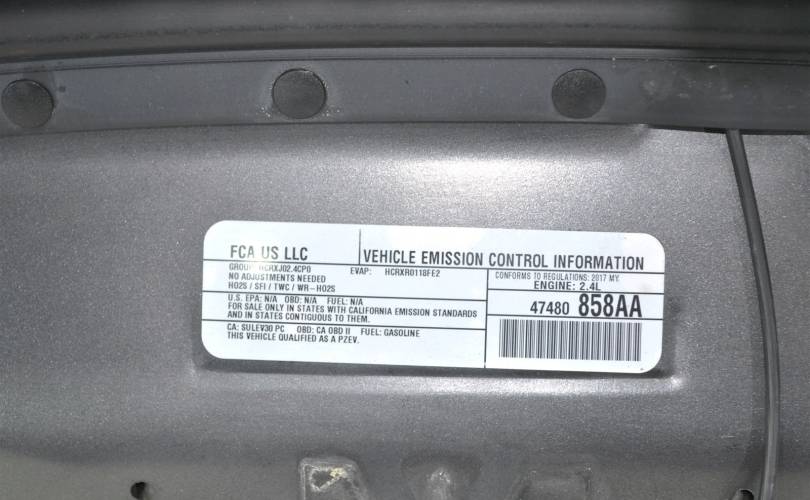 FCA US LLC
VEHICLE EMISSION CONTROL INFORMATION
GROUP: HCRXJ02.4CP0 EVAP: HCRXR0118FE2
NO ADJUSTMENTS NEEDED
HO2S / SFI / TWC / WR-HO2S
CONFORMS TO REGULATIONS: 2017 MY
ENGINE: 2.4L
U.S. EPA: N/A OBD: N/A FUEL: N/A
FOR SALE ONLY IN STATES WITH CALIFORNIA EMISSION STANDARDS
AND IN STATES CONTIGUOUS TO THEM.
47480 858AA
CA: SULEV30 PC OBD: CA OBD II FUEL: GASOLINE
THIS VEHICLE QUALIFIED AS A PZEV.